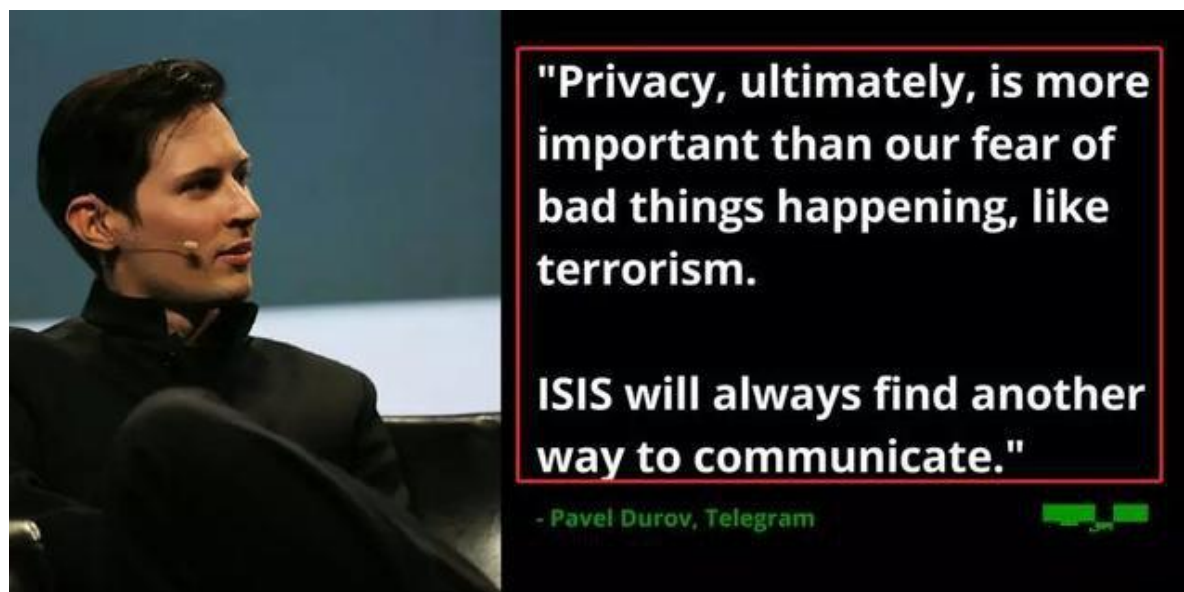 "Privacy, ultimately, is more
important than our fear of
bad things happening, like
terrorism.
ISIS will always find another
way to communicate."
- Pavel Durov, Telegram